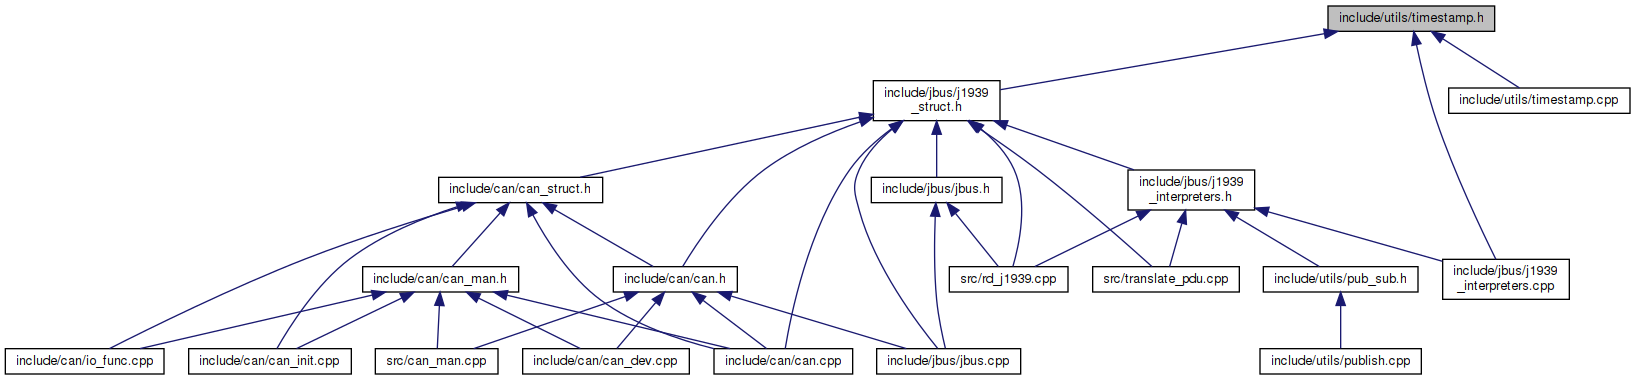 include/utils/timestamp.h
include/jbus/j1939
_struct.h
include/utils/timestamp.cpp
include/can/can_struct.h
include/jbus/jbus.h
include/jbus/j1939
_interpreters.h
include/can/can_man.h
include/can/can.h
src/rd_j1939.cpp
src/translate_pdu.cpp
include/utils/pub_sub.h
include/jbus/j1939
_interpreters.cpp
include/can/io_func.cpp
include/can/can_init.cpp
src/can_man.cpp
include/can/can_dev.cpp
include/can/can.cpp
include/jbus/jbus.cpp
include/utils/publish.cpp